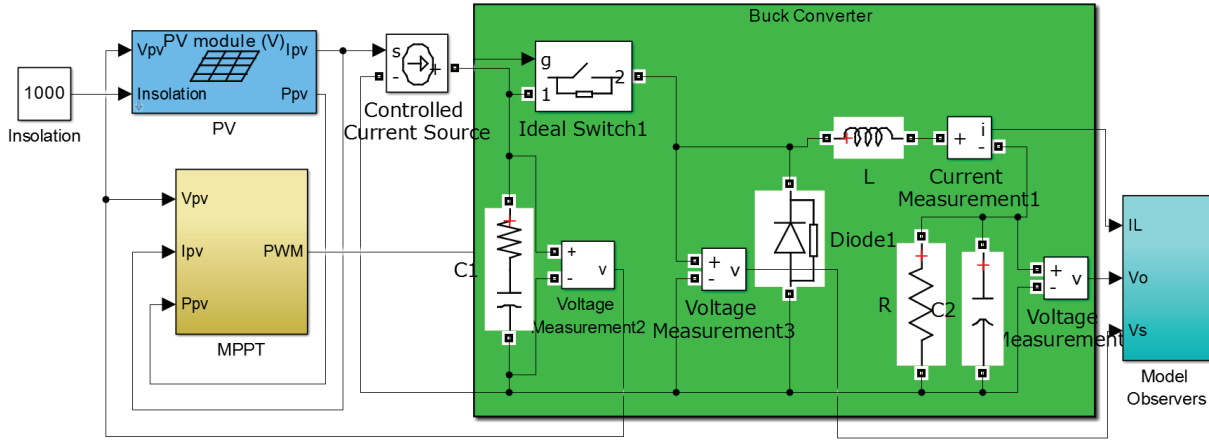 Buck Converter
Vpv
PV module (V)
Ipv
Insolation
Ppv
PV
1000
Insolation
s
-
+
Controlled
Current Source
g
1
2
Ideal Switch1
L
+
i
-
Current
Measurement1
Vpv
Ipv
Ppv
PWM
MPPT
+
C1
+
-
v
Voltage
Measurement2
+
-
v
Voltage
Measurement3
Diode1
+
R
+
C2
+
-
v
Voltage
Measurement
IL
Vo
Vs
Model
Observers